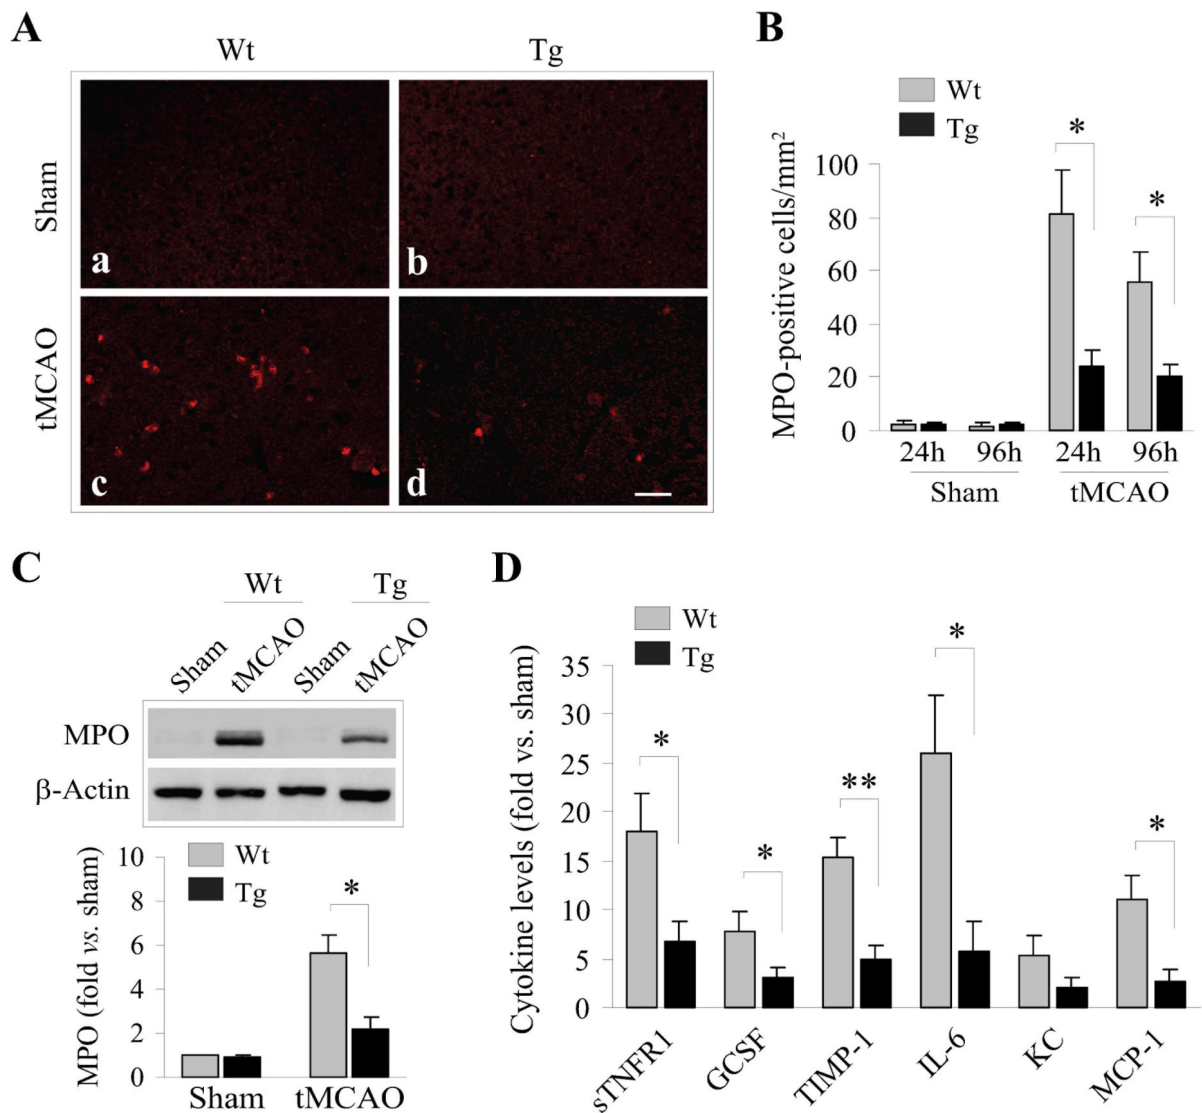 A
Wt
Tg
Sham
a
b
tMCAO
c
d
B
Wt
Tg
MPO-positive cells/mm²
*
*
100
80
60
40
20
0
24h 96h 24h 96h
Sham tMCAO
C
Wt Tg
Sham tMCAO Sham tMCAO
MPO
β-Actin
Wt
Tg
MPO (fold vs. sham)
*
10
8
6
4
2
0
Sham tMCAO
D
Wt
Tg
Cytokine levels (fold vs. sham)
35
30
25
20
15
10
5
0
* * ** * *
sTNFR1 GCSF TIMP-1 IL-6 KC MCP-1